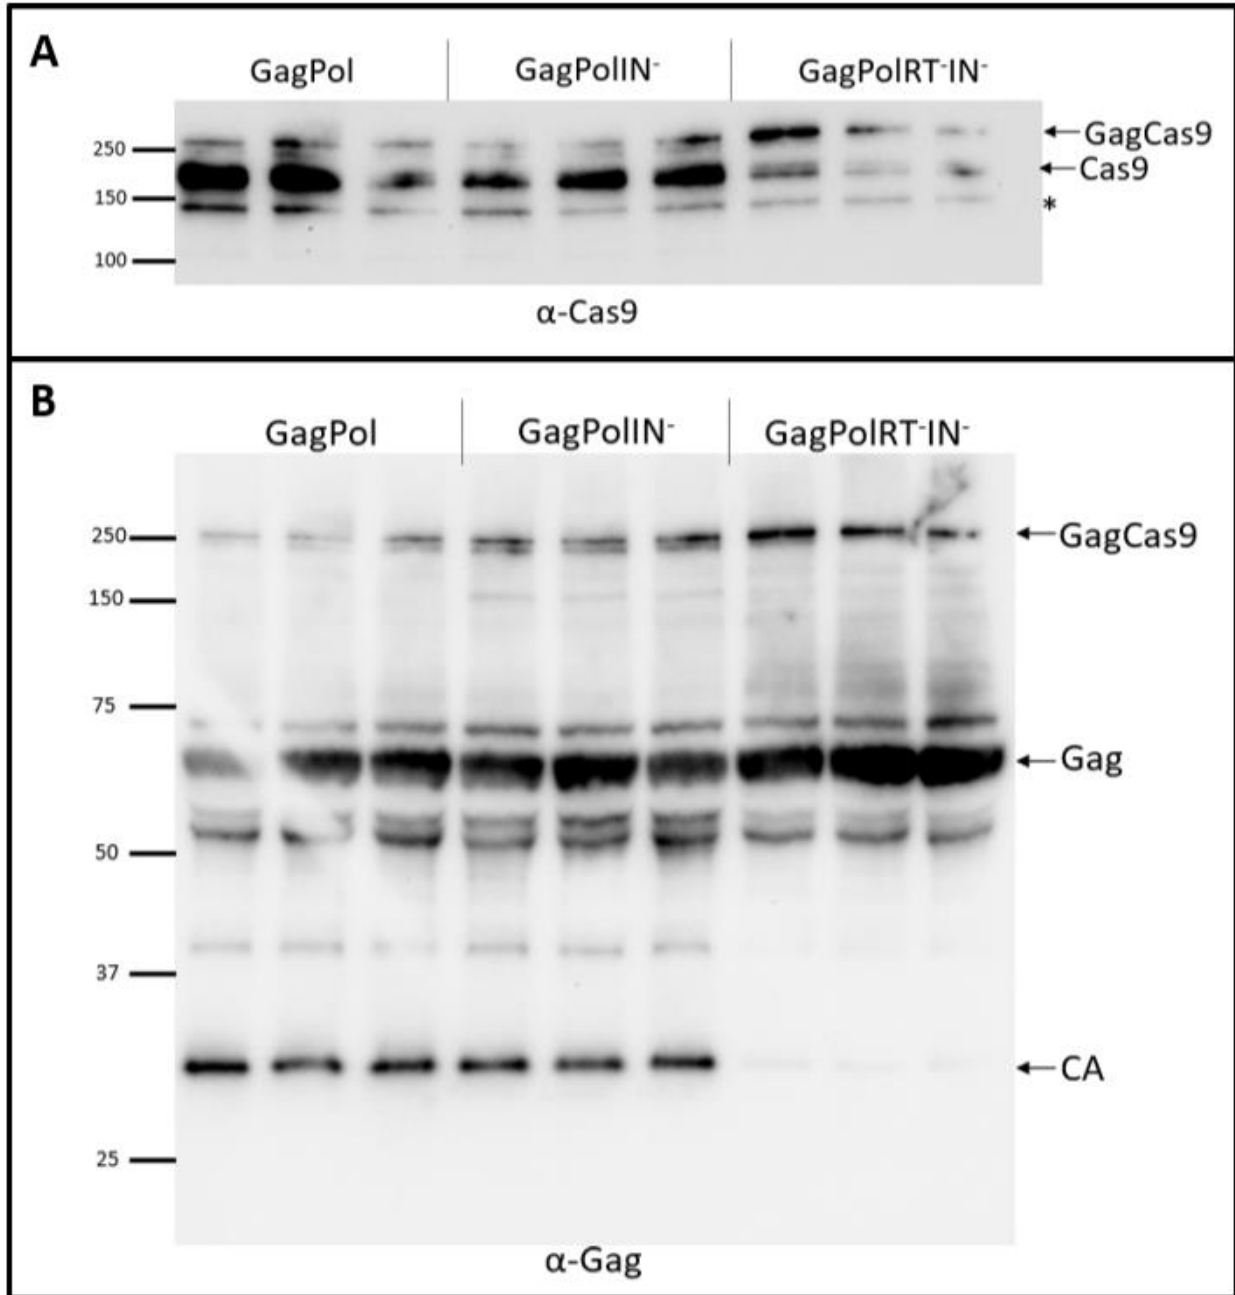 A
GagPol GagPolIN⁻ GagPolRT⁻IN⁻
250 GagCas9
Cas9
150
*
100
α-Cas9
B
GagPol GagPolIN⁻ GagPolRT⁻IN⁻
250 GagCas9
150
75
Gag
50
37
CA
25
α-Gag